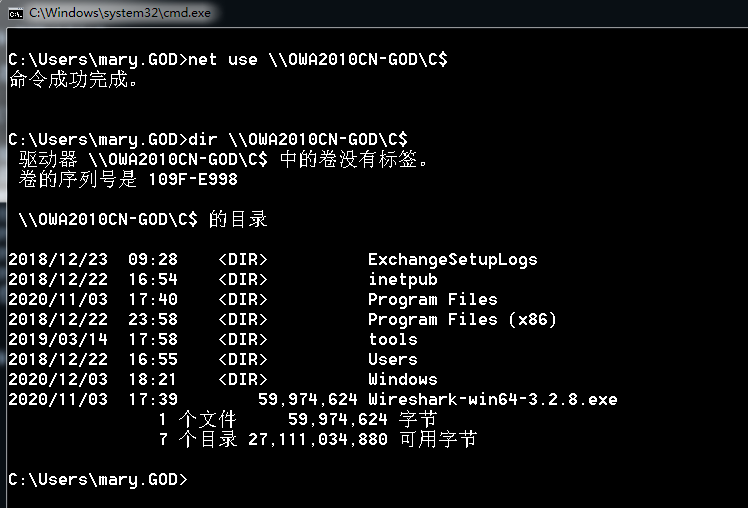 C:\Windows\system32\cmd.exe
C:\Users\mary.GOD>net use \\OWA2010CN-GOD\C$
命令成功完成。
C:\Users\mary.GOD>dir \\OWA2010CN-GOD\C$
驱动器 \\OWA2010CN-GOD\C$ 中的卷没有标签。
卷的序列号是 109F-E998
\\OWA2010CN-GOD\C$ 的目录
2018/12/23  09:28    <DIR>          ExchangeSetupLogs
2018/12/22  16:54    <DIR>          inetpub
2020/11/03  17:40    <DIR>          Program Files
2018/12/22  23:58    <DIR>          Program Files (x86)
2019/03/14  17:58    <DIR>          tools
2018/12/22  16:55    <DIR>          Users
2020/12/03  18:21    <DIR>          Windows
2020/11/03  17:39        59,974,624 Wireshark-win64-3.2.8.exe
1 个文件     59,974,624 字节
7 个目录 27,111,034,880 可用字节
C:\Users\mary.GOD>